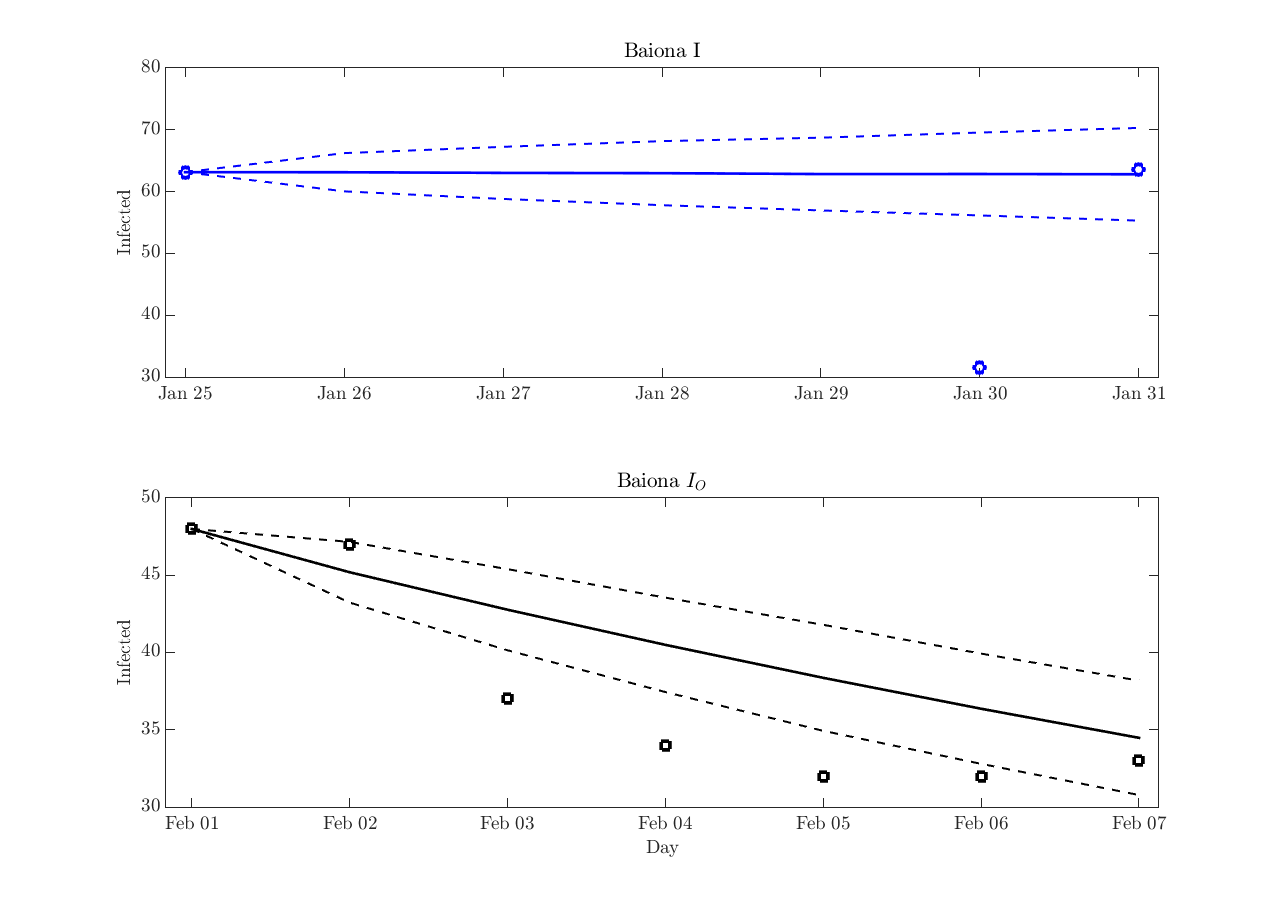 Baiona I
80
70
60
50
40
30
Infected
Jan 25 Jan 26 Jan 27 Jan 28 Jan 29 Jan 30 Jan 31
Baiona I_O
50
45
40
35
30
Infected
Feb 01 Feb 02 Feb 03 Feb 04 Feb 05 Feb 06 Feb 07
Day